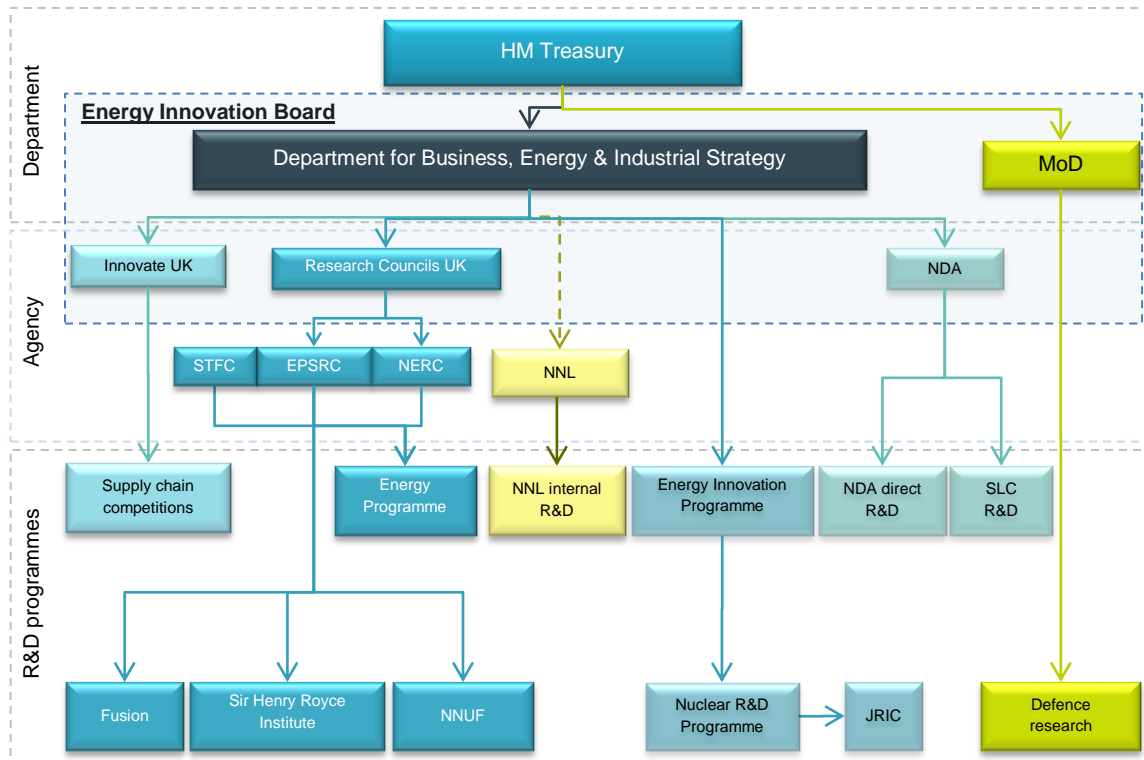 HM Treasury
Department
Energy Innovation Board
Department for Business, Energy & Industrial Strategy
MoD
Agency
Innovate UK
Research Councils UK
NDA
STFC
EPSRC
NERC
NNL
R&D programmes
Supply chain
competitions
Energy
Programme
NNL internal
R&D
Energy Innovation
Programme
NDA direct
R&D
SLC
R&D
Fusion
Sir Henry Royce
Institute
NNUF
Nuclear R&D
Programme
JRIC
Defence
research